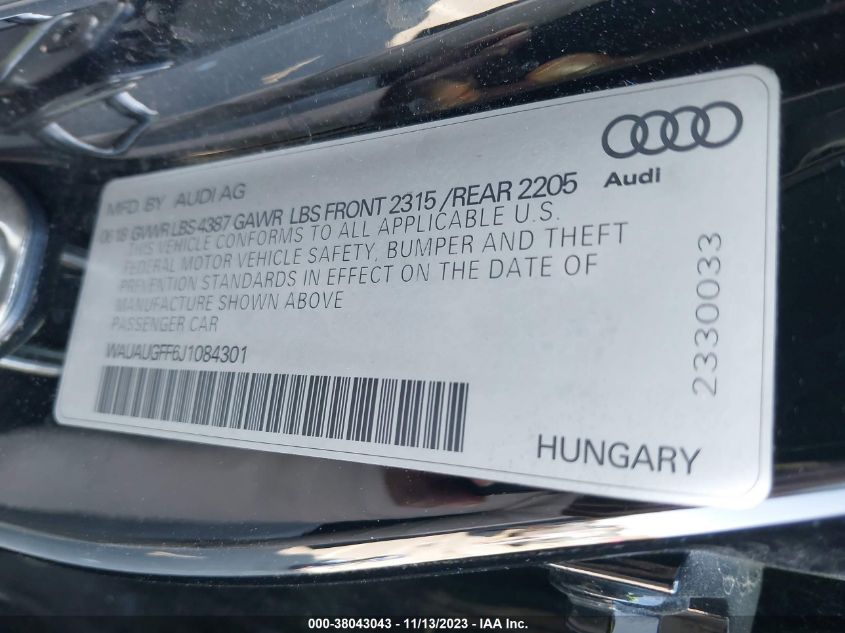 MFD. BY AUDI AG
0618 GVWR LBS 4387 GAWR LBS FRONT 2315 /REAR 2205
THIS VEHICLE CONFORMS TO ALL APPLICABLE U.S.
FEDERAL MOTOR VEHICLE SAFETY, BUMPER AND THEFT
PREVENTION STANDARDS IN EFFECT ON THE DATE OF
MANUFACTURE SHOWN ABOVE
PASSENGER CAR
WAUAUGFF6J1084301
Audi
2330033
HUNGARY
000-38043043 — 11/13/2023 — IAA Inc.